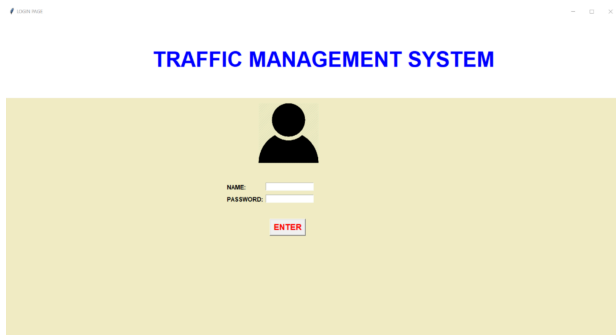 LOGIN PAGE
TRAFFIC MANAGEMENT SYSTEM
NAME:
PASSWORD:
ENTER